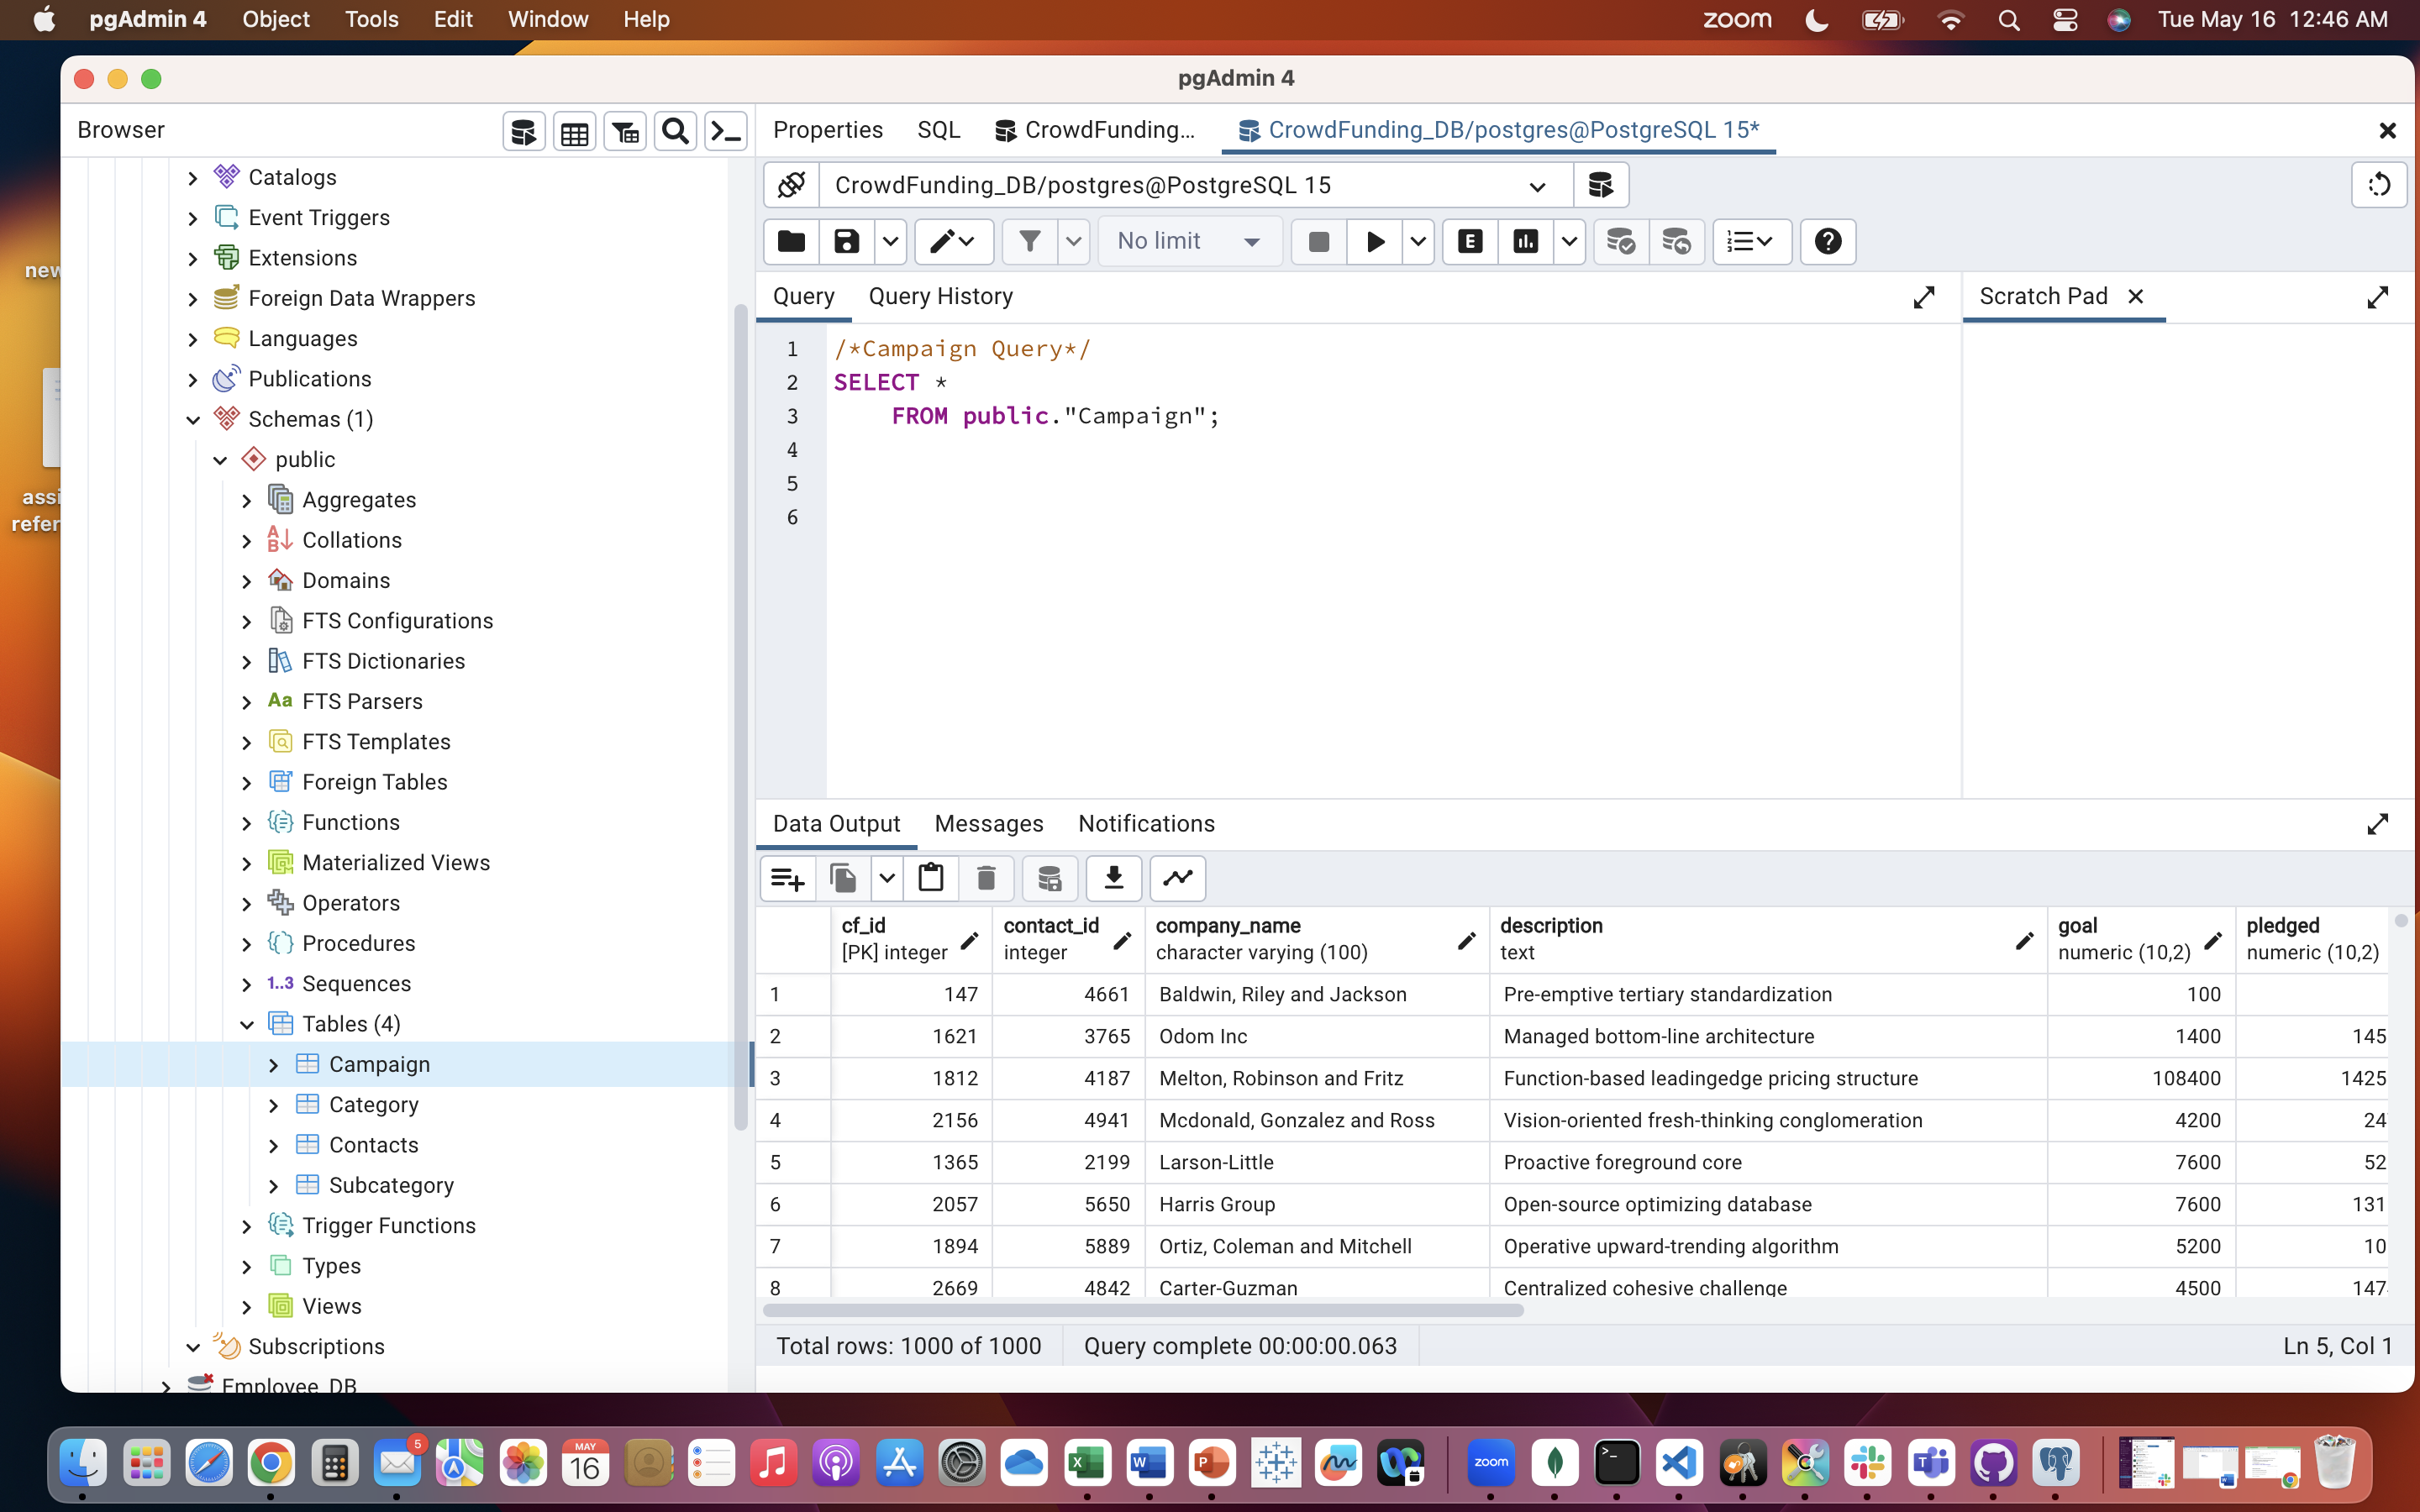 pgAdmin 4 Object Tools Edit Window Help zoom Tue May 16 12:46 AM
pgAdmin 4
Browser
Properties SQL CrowdFunding... CrowdFunding_DB/postgres@PostgreSQL 15*
CrowdFunding_DB/postgres@PostgreSQL 15
No limit
Query Query History Scratch Pad
1 /*Campaign Query*/
2 SELECT *
3 FROM public."Campaign";
4
5
6
Catalogs
Event Triggers
Extensions
Foreign Data Wrappers
Languages
Publications
Schemas (1)
public
Aggregates
Collations
Domains
FTS Configurations
FTS Dictionaries
Aa FTS Parsers
FTS Templates
Foreign Tables
Functions
Materialized Views
Operators
Procedures
1..3 Sequences
Tables (4)
Campaign
Category
Contacts
Subcategory
Trigger Functions
Types
Views
Subscriptions
Employee_DB
new
assi
refer
Data Output Messages Notifications
cf_id contact_id company_name description goal pledged
[PK] integer integer character varying (100) text numeric (10,2) numeric (10,2)
1 147 4661 Baldwin, Riley and Jackson Pre-emptive tertiary standardization 100
2 1621 3765 Odom Inc Managed bottom-line architecture 1400 145
3 1812 4187 Melton, Robinson and Fritz Function-based leadingedge pricing structure 108400 1425
4 2156 4941 Mcdonald, Gonzalez and Ross Vision-oriented fresh-thinking conglomeration 4200 24
5 1365 2199 Larson-Little Proactive foreground core 7600 52
6 2057 5650 Harris Group Open-source optimizing database 7600 131
7 1894 5889 Ortiz, Coleman and Mitchell Operative upward-trending algorithm 5200 10
8 2669 4842 Carter-Guzman Centralized cohesive challenge 4500 147
Total rows: 1000 of 1000 Query complete 00:00:00.063 Ln 5, Col 1
5
MAY
16
zoom